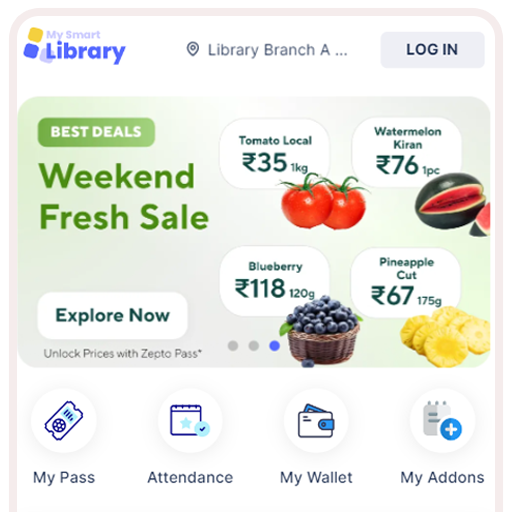 My Smart
Library
Library Branch A ...
LOG IN
BEST DEALS
Weekend
Fresh Sale
Tomato Local
₹35 1kg
Watermelon
Kiran
₹76 1pc
Blueberry
₹118 120g
Pineapple
Cut
₹67 175g
Explore Now
Unlock Prices with Zepto Pass*
My Pass
Attendance
My Wallet
My Addons